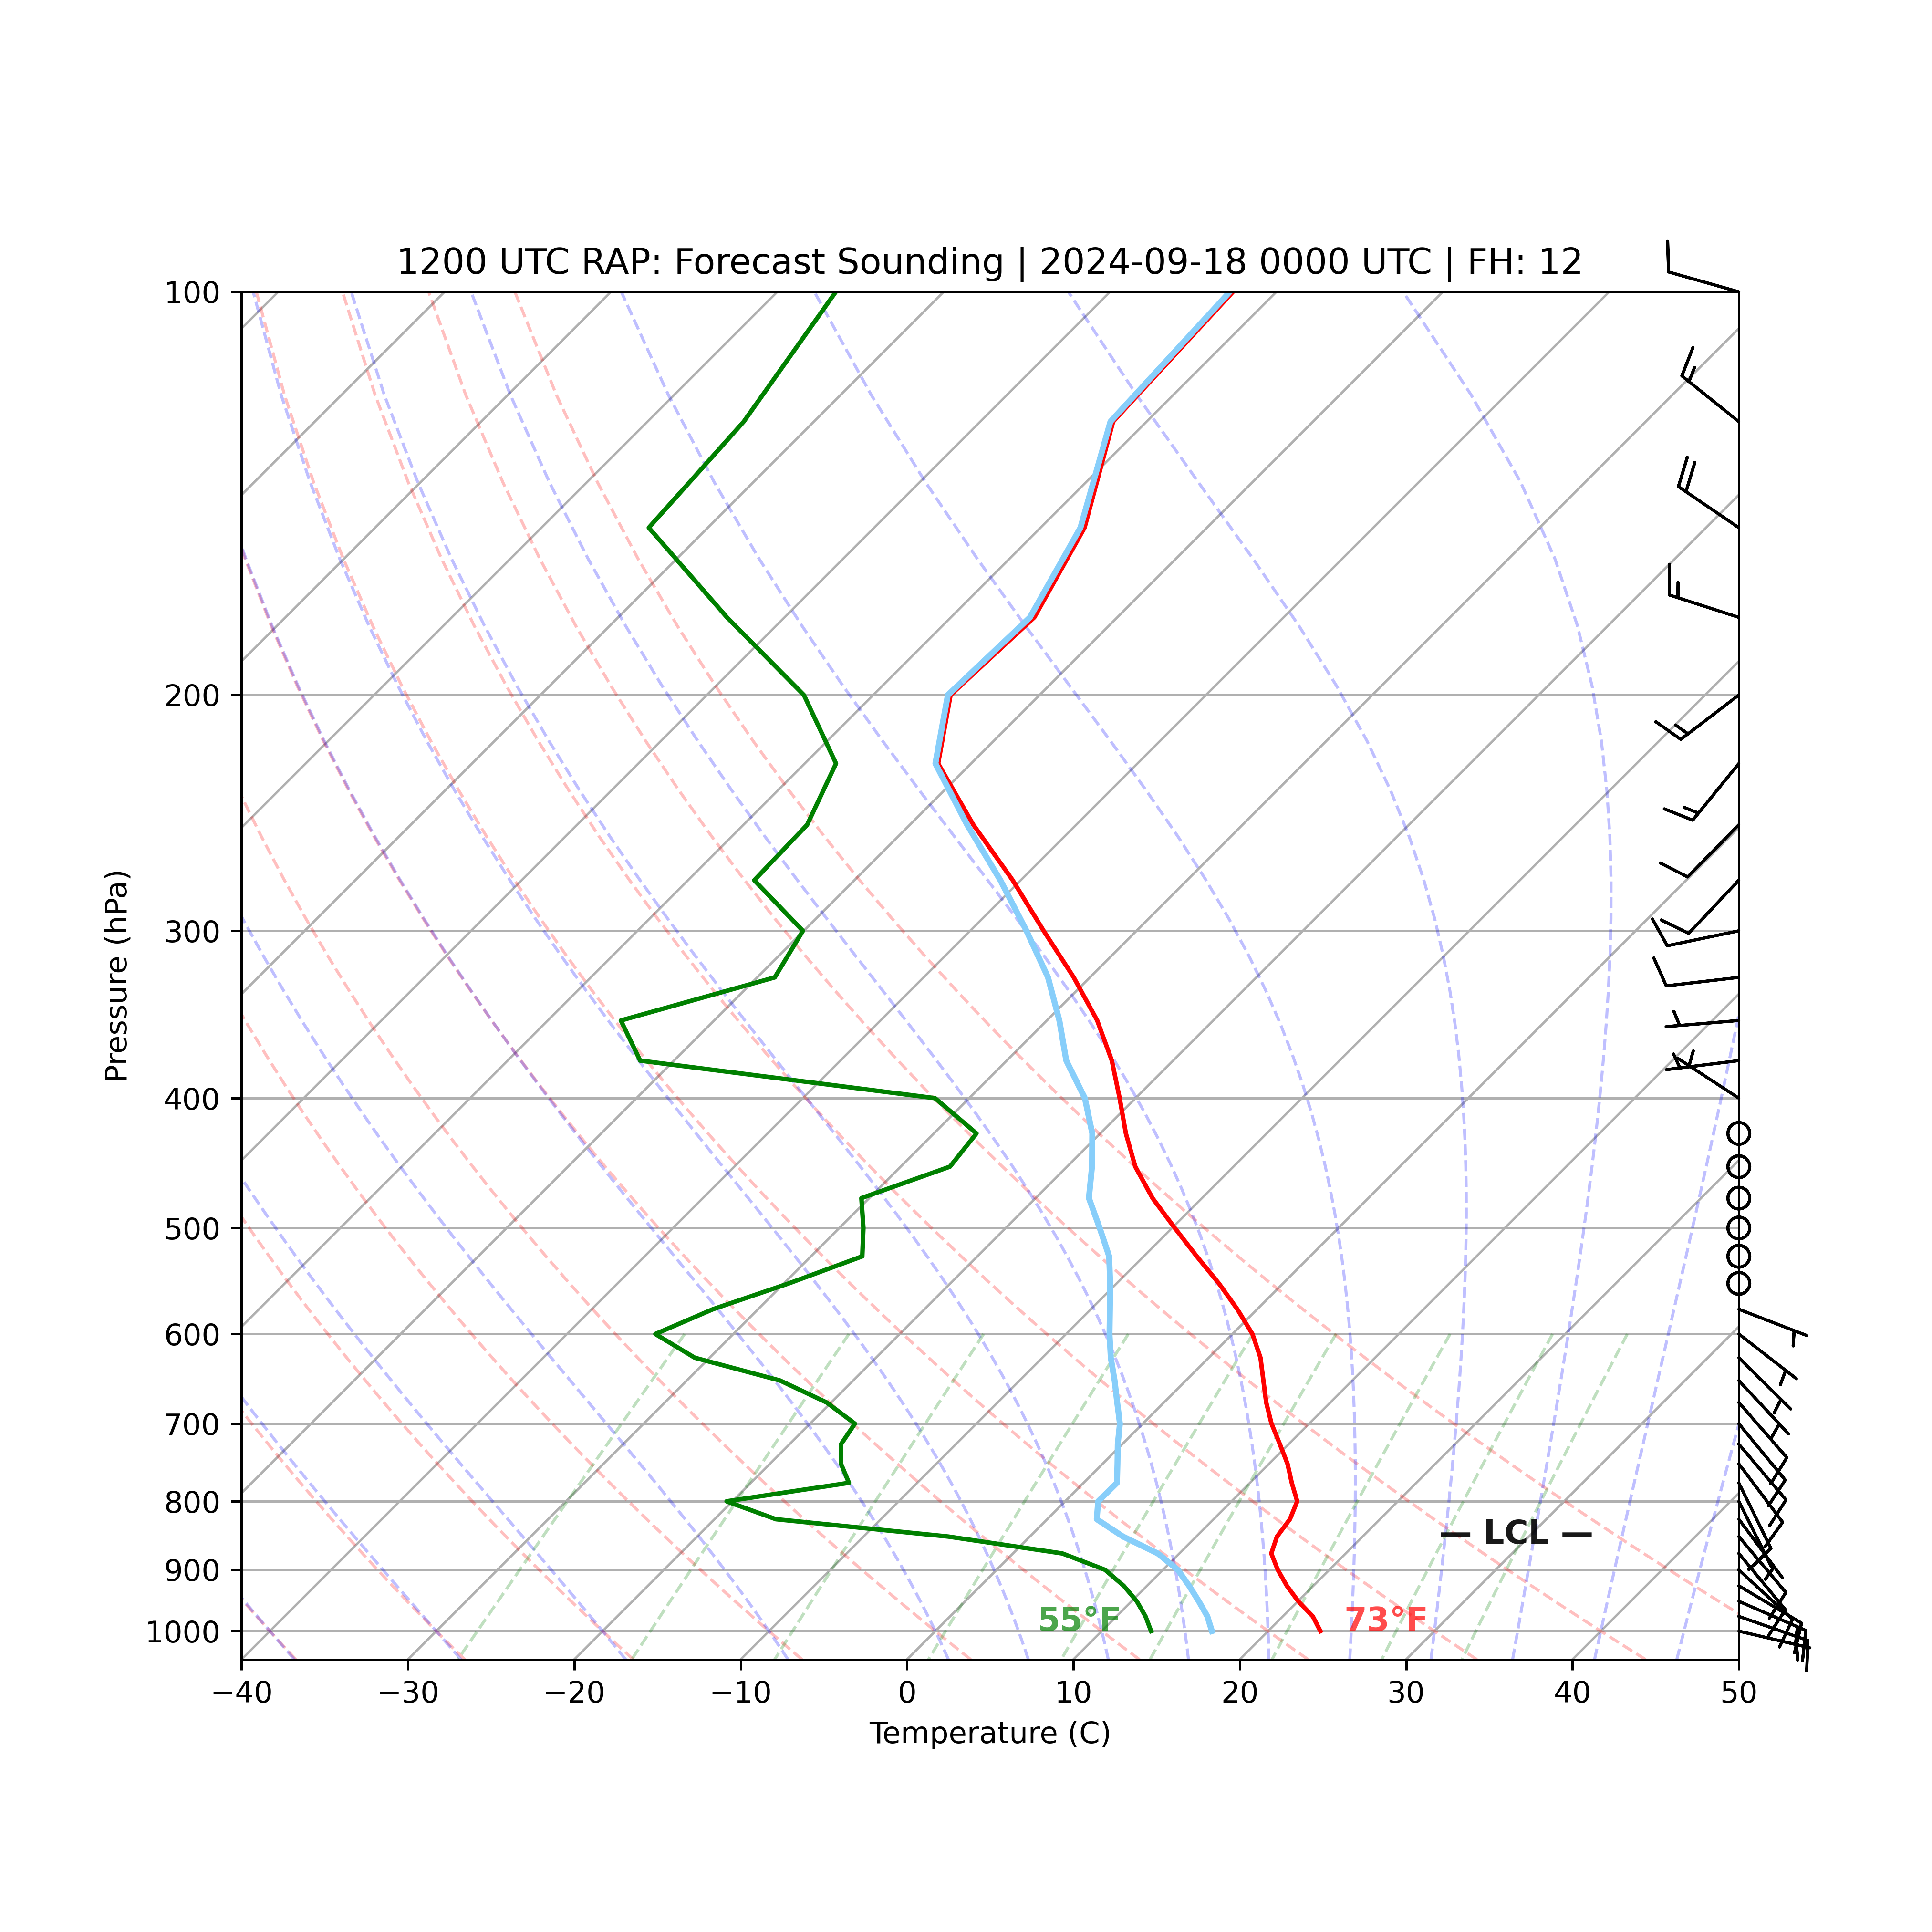 1200 UTC RAP: Forecast Sounding | 2024-09-18 0000 UTC | FH: 12
100
200
300
400
500
600
700
800
900
1000
Pressure (hPa)
— LCL —
55°F
73°F
−40 −30 −20 −10 0 10 20 30 40 50
Temperature (C)